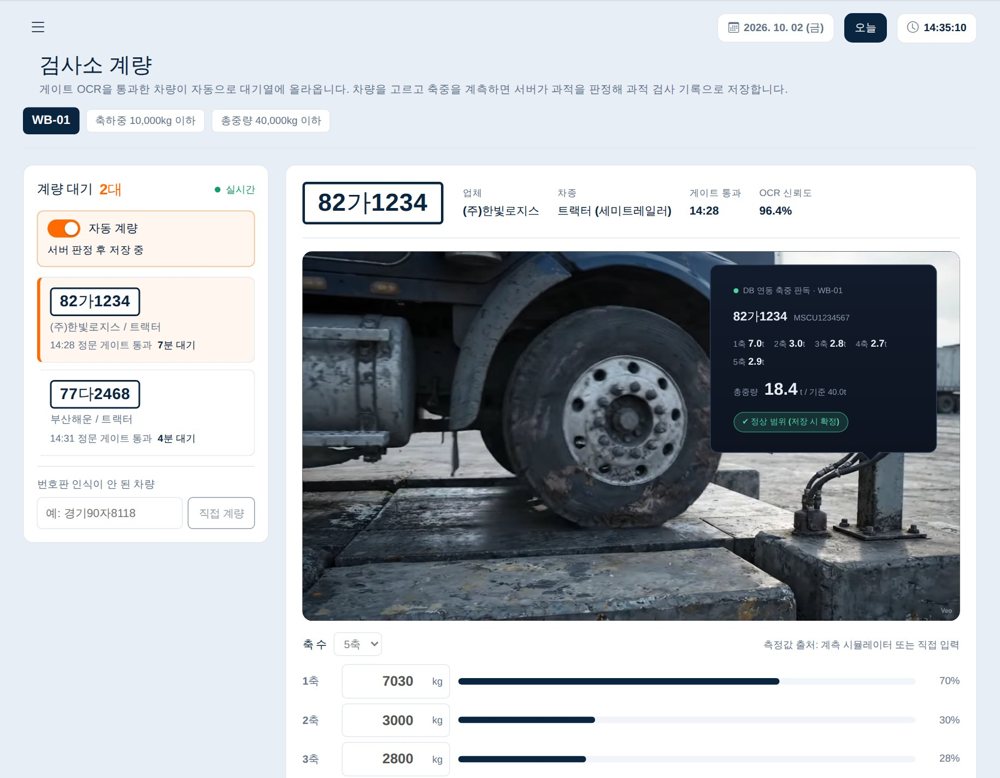 2026. 10. 02 (금)
오늘
14:35:10
검사소 계량
게이트 OCR을 통과한 차량이 자동으로 대기열에 올라옵니다. 차량을 고르고 축중을 계측하면 서버가 과적을 판정해 과적 검사 기록으로 저장합니다.
WB-01
축하중 10,000kg 이하
총중량 40,000kg 이하
계량 대기 2대
실시간
자동 계량
서버 판정 후 저장 중
82가1234
(주)한빛로지스 / 트랙터
14:28 정문 게이트 통과 7분 대기
77다2468
부산해운 / 트랙터
14:31 정문 게이트 통과 4분 대기
번호판 인식이 안 된 차량
예: 경기90자8118
직접 계량
82가1234
업체
(주)한빛로지스
차종
트랙터 (세미트레일러)
게이트 통과
14:28
OCR 신뢰도
96.4%
DB 연동 축중 판독 · WB-01
82가1234 MSCU1234567
1축 7.0t 2축 3.0t 3축 2.8t 4축 2.7t
5축 2.9t
총중량 18.4 t / 기준 40.0t
✔ 정상 범위 (저장 시 확정)
Veo
축 수 5축
측정값 출처: 계측 시뮬레이터 또는 직접 입력
1축 7030 kg 70%
2축 3000 kg 30%
3축 2800 kg 28%